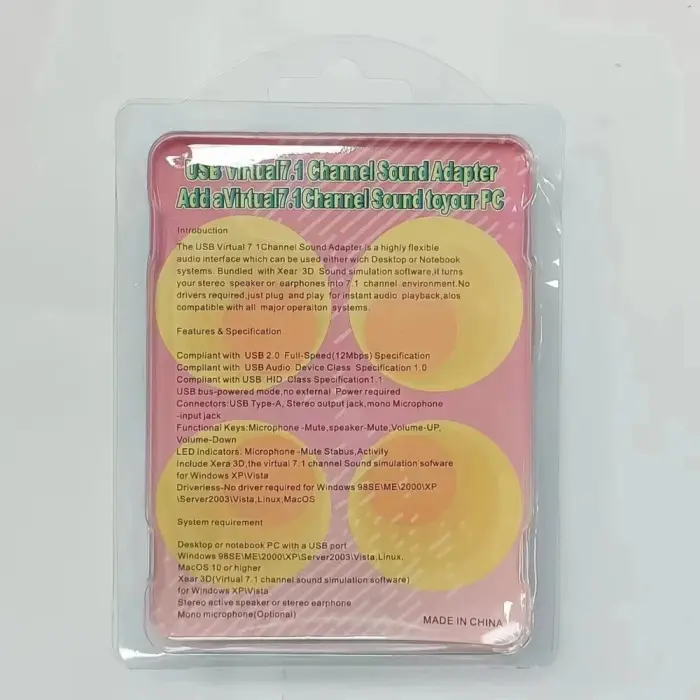 USB Virtual7.1 Channel Sound Adapter
Add aVirtual7.1Channel Sound toyour PC
Introbuction
The USB Virtual 7 1Channel Sound Adapter is a highly flexible
audio interface which can be used either wich Desktop or Notebook
systems. Bundled with Xear 3D Sound simulation software,it turns
your stereo speaker or earphones into 7.1 channel environment.No
drivers required,just plug and play for instant audio playback,alos
compatible with all major operaiton systems.
Features & Specification
Compliant with USB 2.0 Full-Speed(12Mbps) Specification
Compliant with USB Audio Device Class Specification 1.0
Compliant with USB HID Class Specification1.1
USB bus-powered mode,no external Power required
Connectors:USB Type-A, Stereo output jack,mono Microphone
-input jack
Functional Keys:Microphone -Mute,speaker-Mute,Volume-UP,
Volume-Down
LED Indicators: Microphone -Mute Stabus,Activity
Include Xera 3D,the virtual 7.1 channel Sound simulation sofware
for Windows XP\Vista
Driverless-No driver required for Windows 98SE\ME\2000\XP
\Server2003\Vista,Linux,MacOS
System requirement
Desktop or notebook PC with a USB port
Windows 98SE\ME\2000\XP\Server2003\Vista,Linux,
MacOS 10 or higher
Xear 3D(Virtual 7.1 channel sound simulation software)
for Windows XP\Vista
Stereo active speaker or stereo earphone
Mono microphone(Optional)
MADE IN CHINA